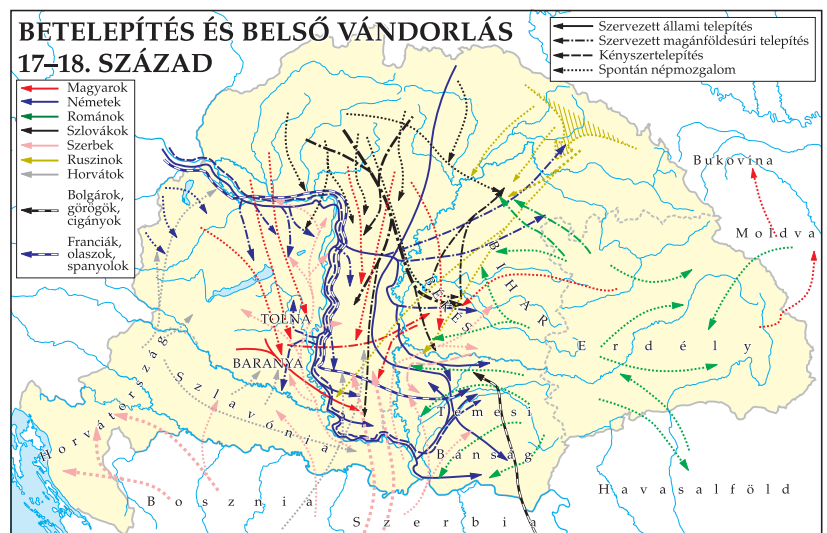 BETELEPÍTÉS ÉS BELSŐ VÁNDORLÁS
17–18. SZÁZAD
Szervezett állami telepítés
Szervezett magánföldesúri telepítés
Kényszertelepítés
Spontán népmozgalom
Magyarok
Németek
Románok
Szlovákok
Szerbek
Ruszinok
Horvátok
Bolgárok,
görögök,
cigányok
Franciák,
olaszok,
spanyolok
Bukovina
Moldva
BIHAR
BÉKÉS
TOLNA
BARANYA
Erdély
Horvátország
Szlavónia
Temesi
Bánság
Havasalföld
Bosznia
Szerbia